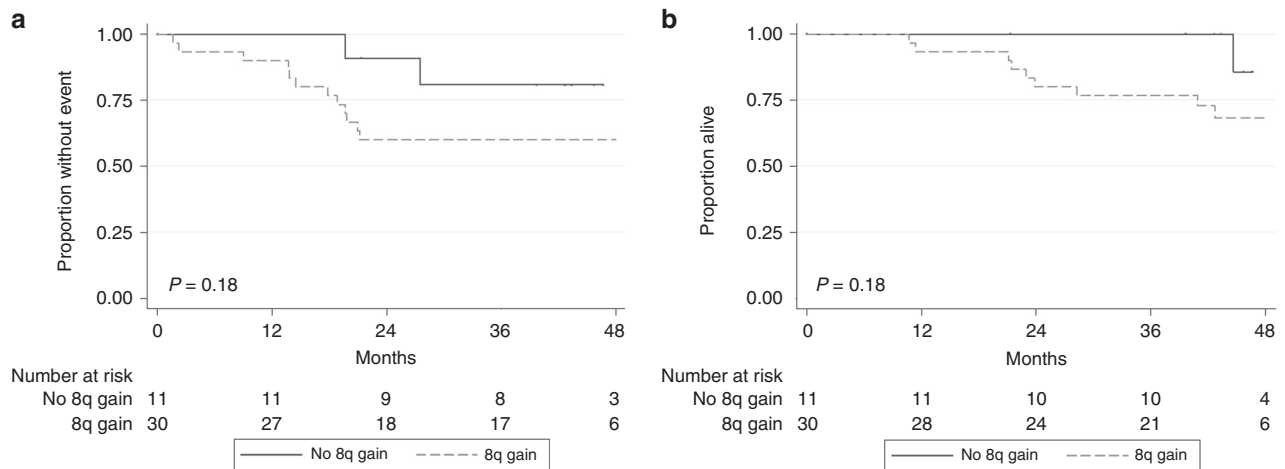 a
1.00
0.75
0.50
0.25
0.00
Proportion without event
P = 0.18
0 12 24 36 48
Months
Number at risk
No 8q gain 11 11 9 8 3
8q gain 30 27 18 17 6
No 8q gain 8q gain
b
1.00
0.75
0.50
0.25
0.00
Proportion alive
P = 0.18
0 12 24 36 48
Months
Number at risk
No 8q gain 11 11 10 10 4
8q gain 30 28 24 21 6
No 8q gain 8q gain